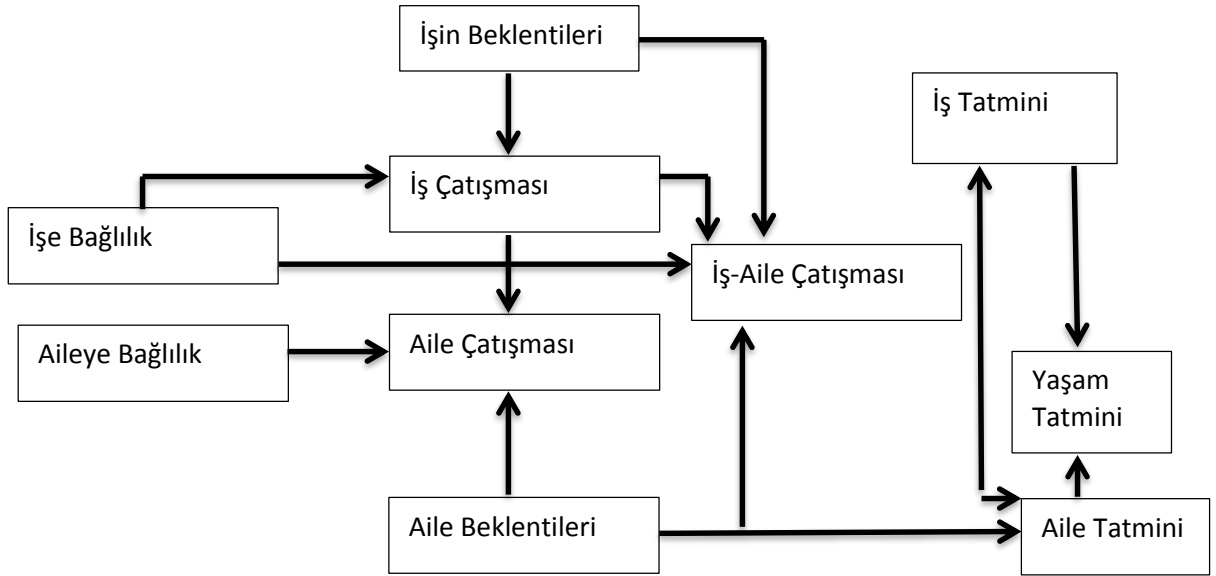 İşin Beklentileri
İş Tatmini
İş Çatışması
İşe Bağlılık
İş-Aile Çatışması
Aileye Bağlılık
Aile Çatışması
Yaşam
Tatmini
Aile Beklentileri
Aile Tatmini